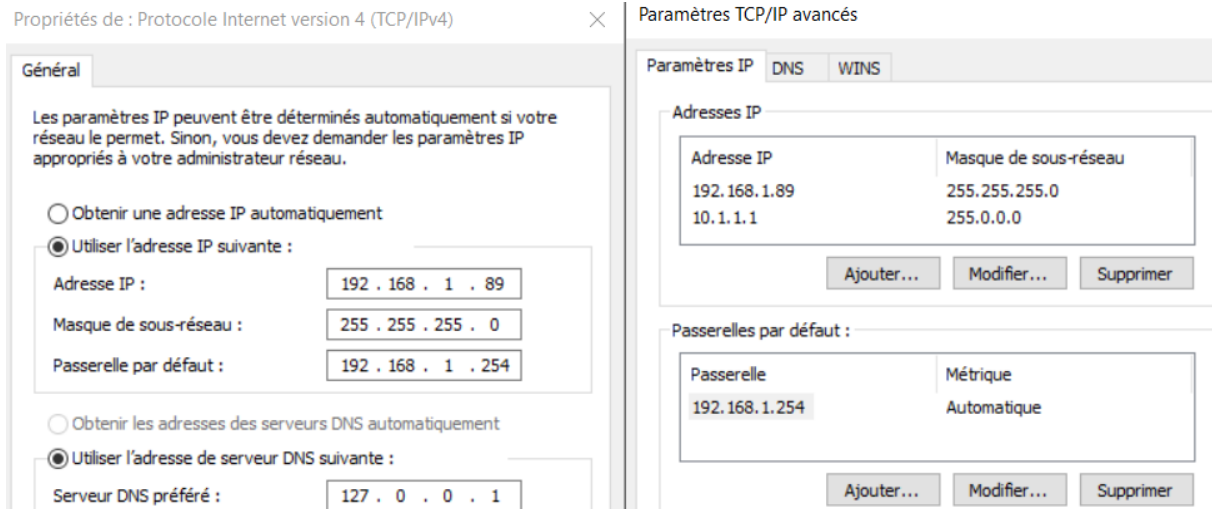 Propriétés de : Protocole Internet version 4 (TCP/IPv4)
Général
Les paramètres IP peuvent être déterminés automatiquement si votre
réseau le permet. Sinon, vous devez demander les paramètres IP
appropriés à votre administrateur réseau.
Obtenir une adresse IP automatiquement
Utiliser l'adresse IP suivante :
Adresse IP : 192 . 168 . 1 . 89
Masque de sous-réseau : 255 . 255 . 255 . 0
Passerelle par défaut : 192 . 168 . 1 . 254
Obtenir les adresses des serveurs DNS automatiquement
Utiliser l'adresse de serveur DNS suivante :
Serveur DNS préféré : 127 . 0 . 0 . 1
Paramètres TCP/IP avancés
Paramètres IP DNS WINS
Adresses IP
Adresse IP Masque de sous-réseau
192.168.1.89 255.255.255.0
10.1.1.1 255.0.0.0
Ajouter... Modifier... Supprimer
Passerelles par défaut :
Passerelle Métrique
192.168.1.254 Automatique
Ajouter... Modifier... Supprimer